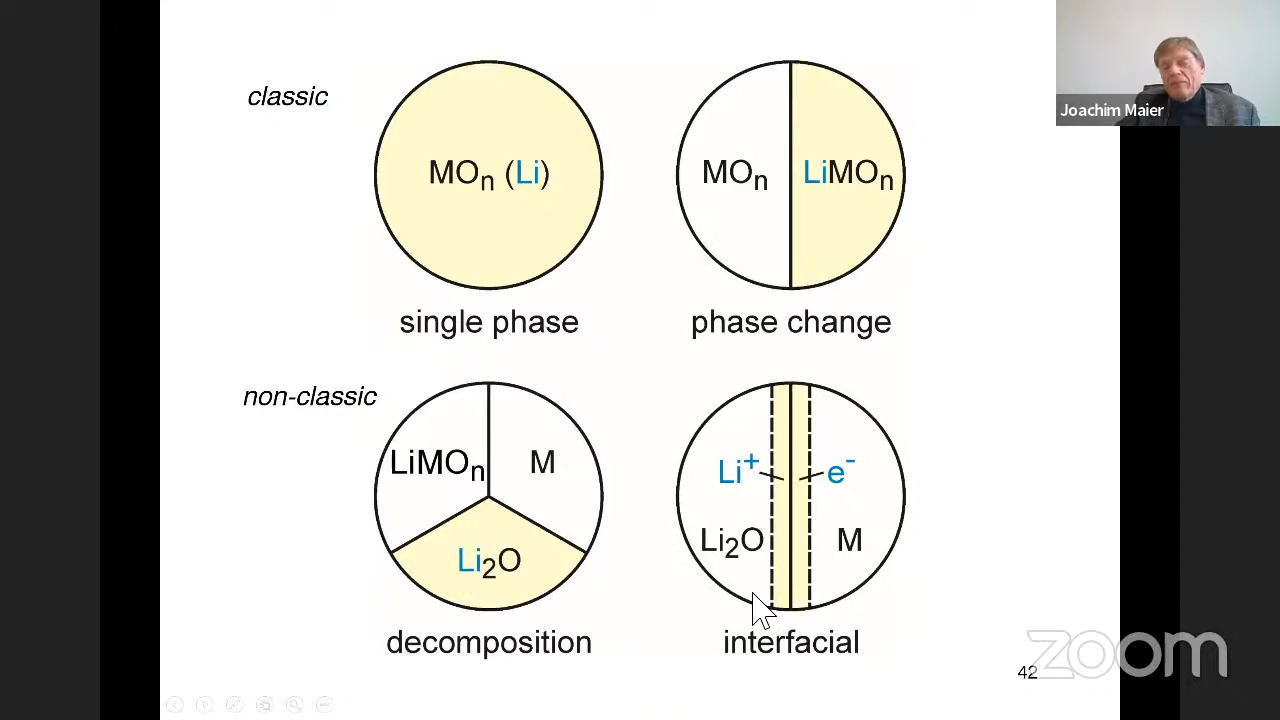 classic
MOₙ (Li)
MOₙ
LiMOₙ
single phase
phase change
non-classic
LiMOₙ
M
Li₂O
Li⁺
e⁻
Li₂O
M
decomposition
interfacial
42
Joachim Maier
zoom